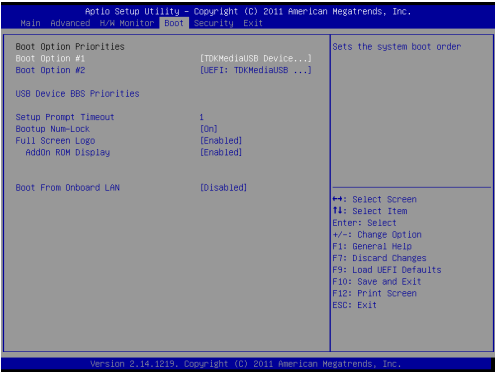 Aptio Setup Utility – Copyright (C) 2011 American Megatrends, Inc.
Main Advanced H/W Monitor Boot Security Exit
Boot Option Priorities
Boot Option #1 [TDKMediaUSB Device...]
Boot Option #2 [UEFI: TDKMediaUSB ...]
USB Device BBS Priorities
Setup Prompt Timeout 1
Bootup Num-Lock [On]
Full Screen Logo [Enabled]
AddOn ROM Display [Enabled]
Boot From Onboard LAN [Disabled]
Sets the system boot order
↔: Select Screen
↑↓: Select Item
Enter: Select
+/-: Change Option
F1: General Help
F7: Discard Changes
F9: Load UEFI Defaults
F10: Save and Exit
F12: Print Screen
ESC: Exit
Version 2.14.1219. Copyright (C) 2011 American Megatrends, Inc.